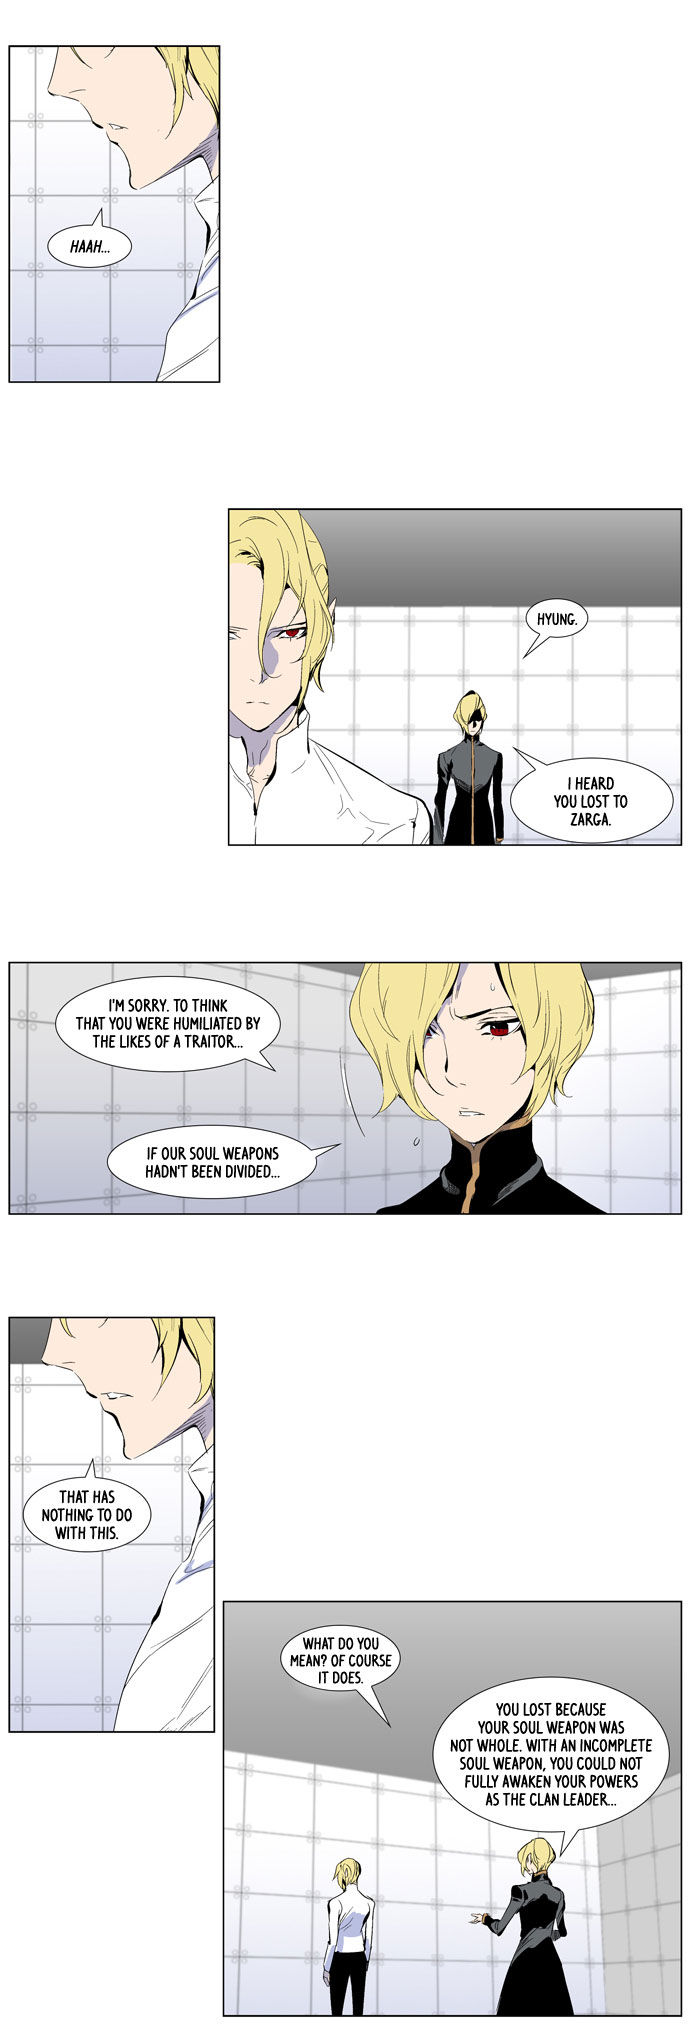 HAAH...
HYUNG.
I HEARD
YOU LOST TO
ZARGA.
I'M SORRY. TO THINK
THAT YOU WERE HUMILIATED BY
THE LIKES OF A TRAITOR...
IF OUR SOUL WEAPONS
HADN'T BEEN DIVIDED...
THAT HAS
NOTHING TO DO
WITH THIS.
WHAT DO YOU
MEAN? OF COURSE
IT DOES.
YOU LOST BECAUSE
YOUR SOUL WEAPON WAS
NOT WHOLE. WITH AN INCOMPLETE
SOUL WEAPON, YOU COULD NOT
FULLY AWAKEN YOUR POWERS
AS THE CLAN LEADER...